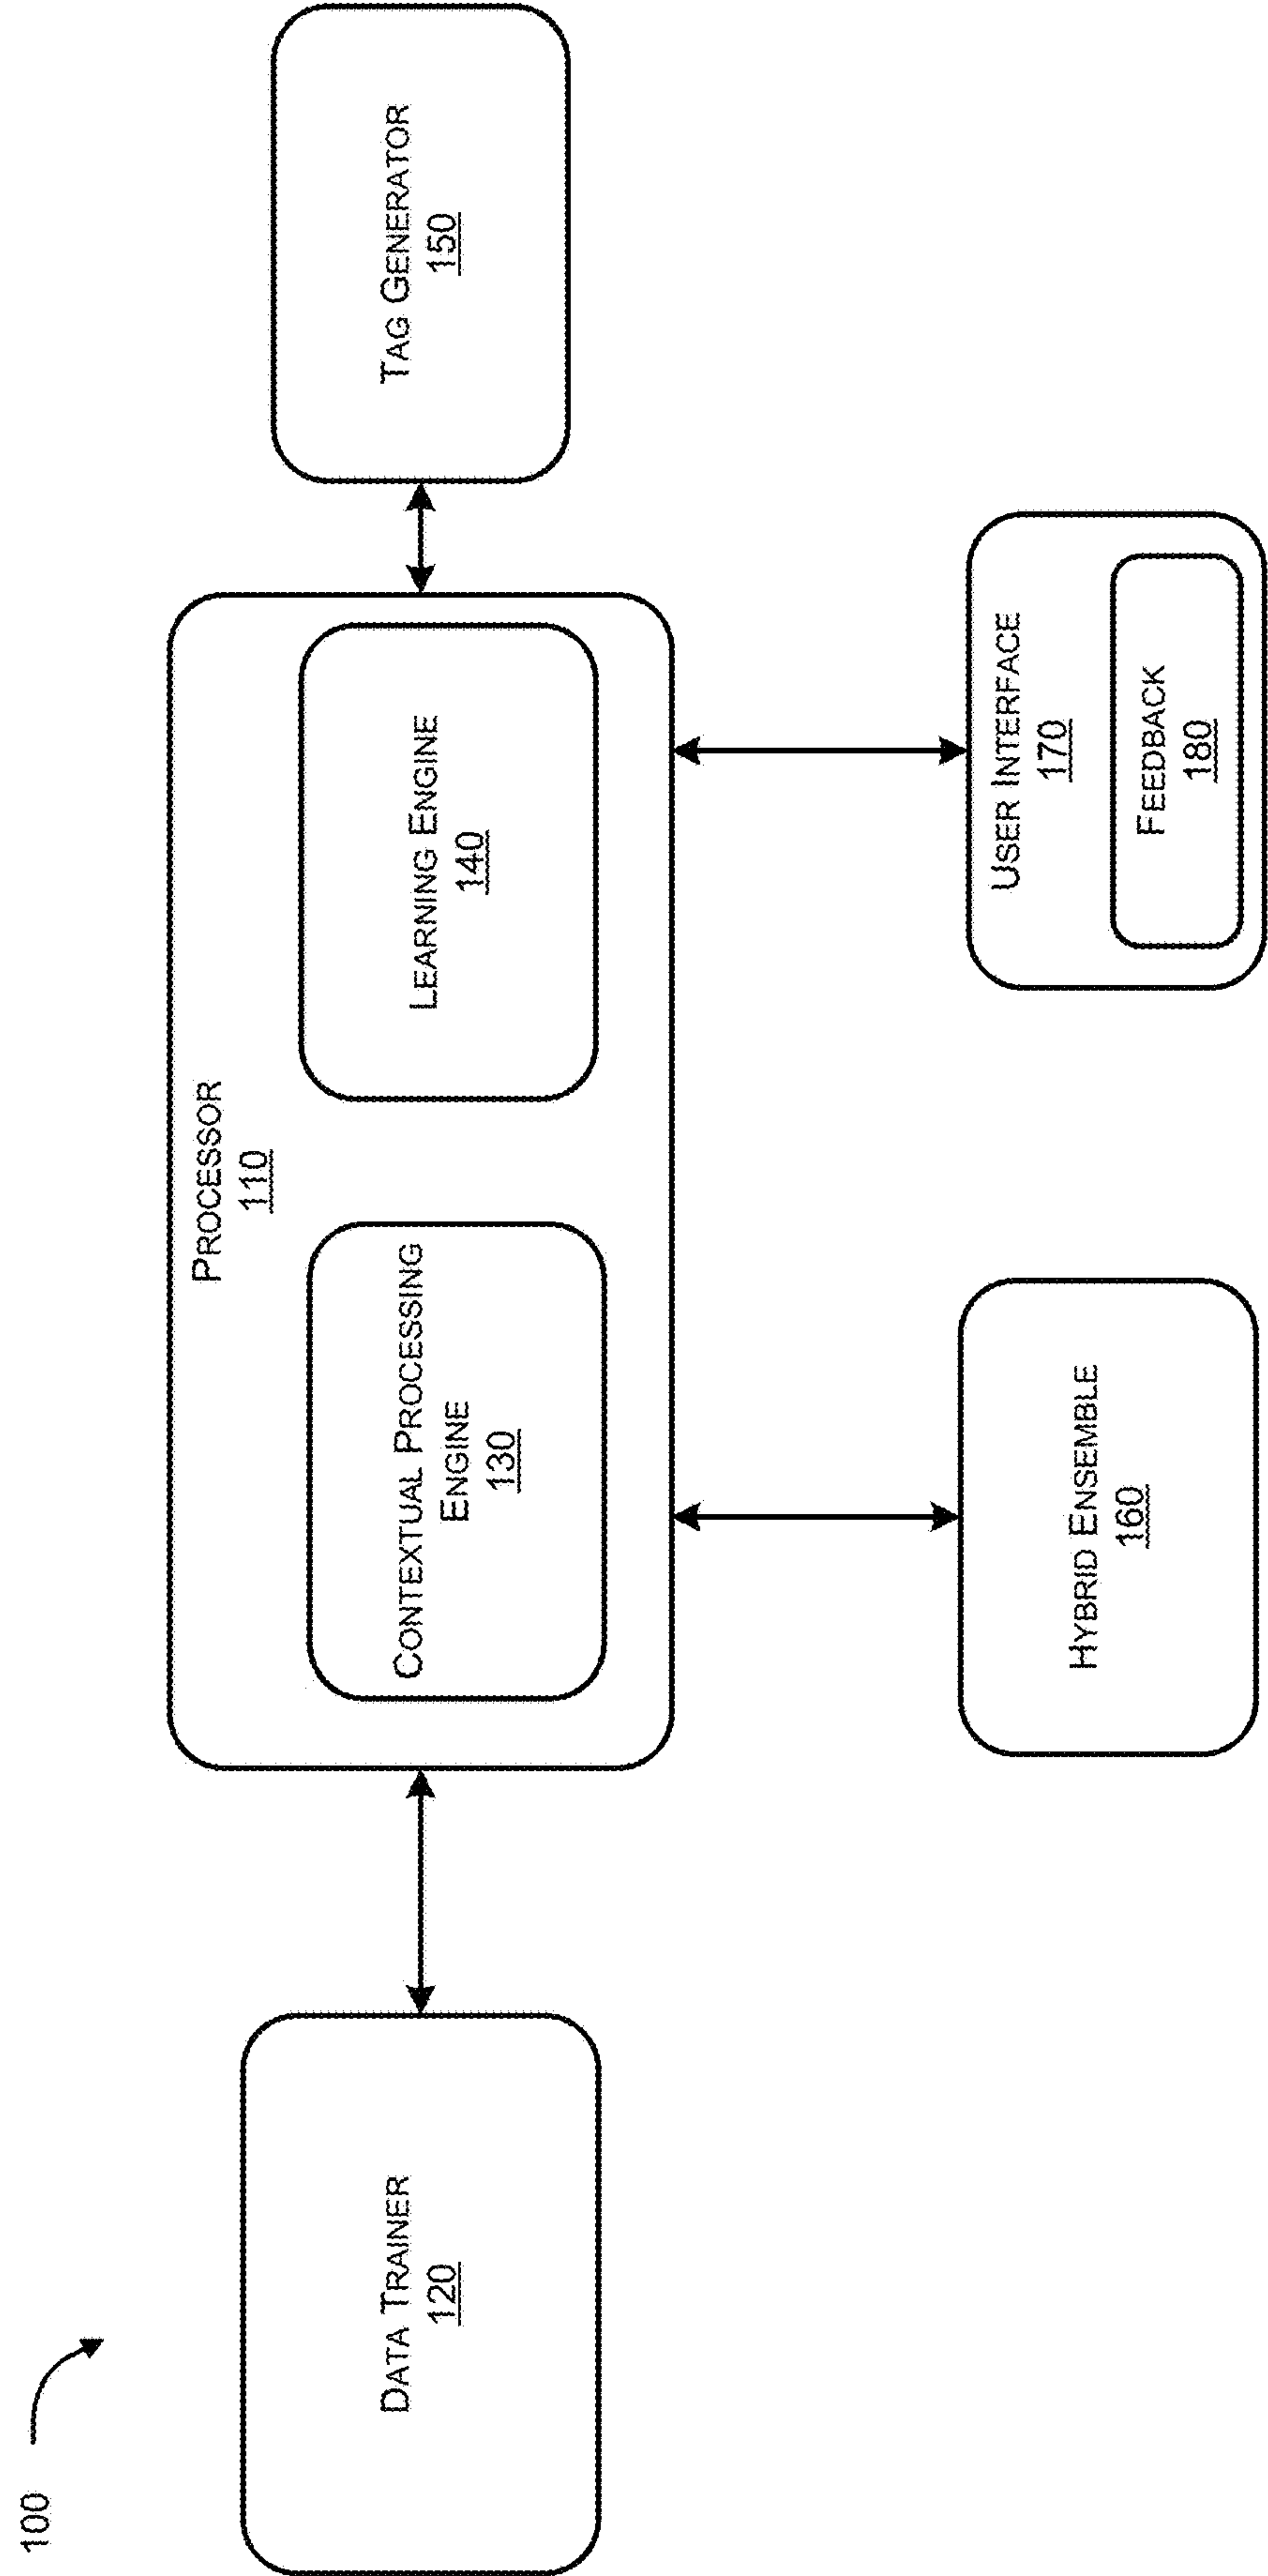 100
DATA TRAINER
120
PROCESSOR
110
CONTEXTUAL PROCESSING
ENGINE
130
LEARNING ENGINE
140
TAG GENERATOR
150
HYBRID ENSEMBLE
160
USER INTERFACE
170
FEEDBACK
180